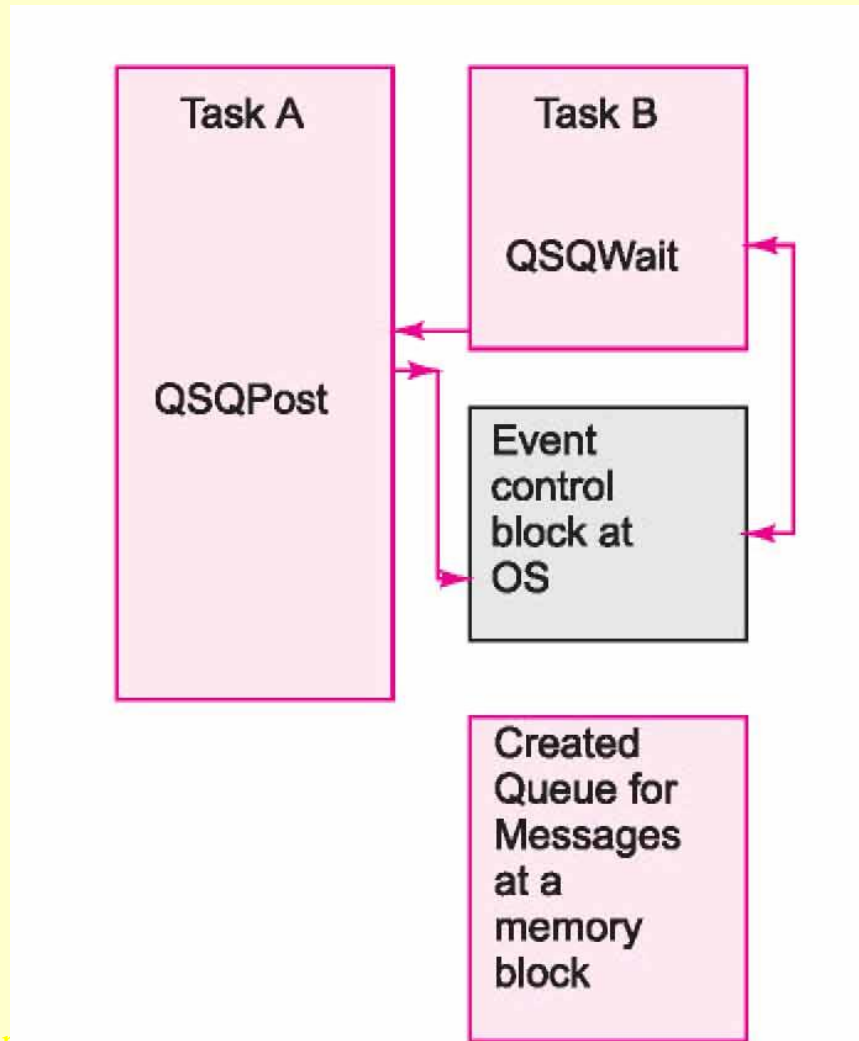 Task A
QSQPost
Task B
QSQWait
Event
control
block at
OS
Created
Queue for
Messages
at a
memory
block